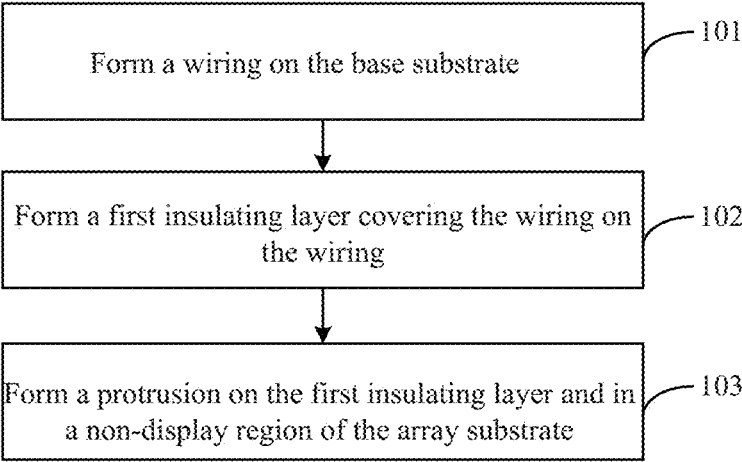 Form a wiring on the base substrate
101
Form a first insulating layer covering the wiring on
the wiring
102
Form a protrusion on the first insulating layer and in
a non-display region of the array substrate
103